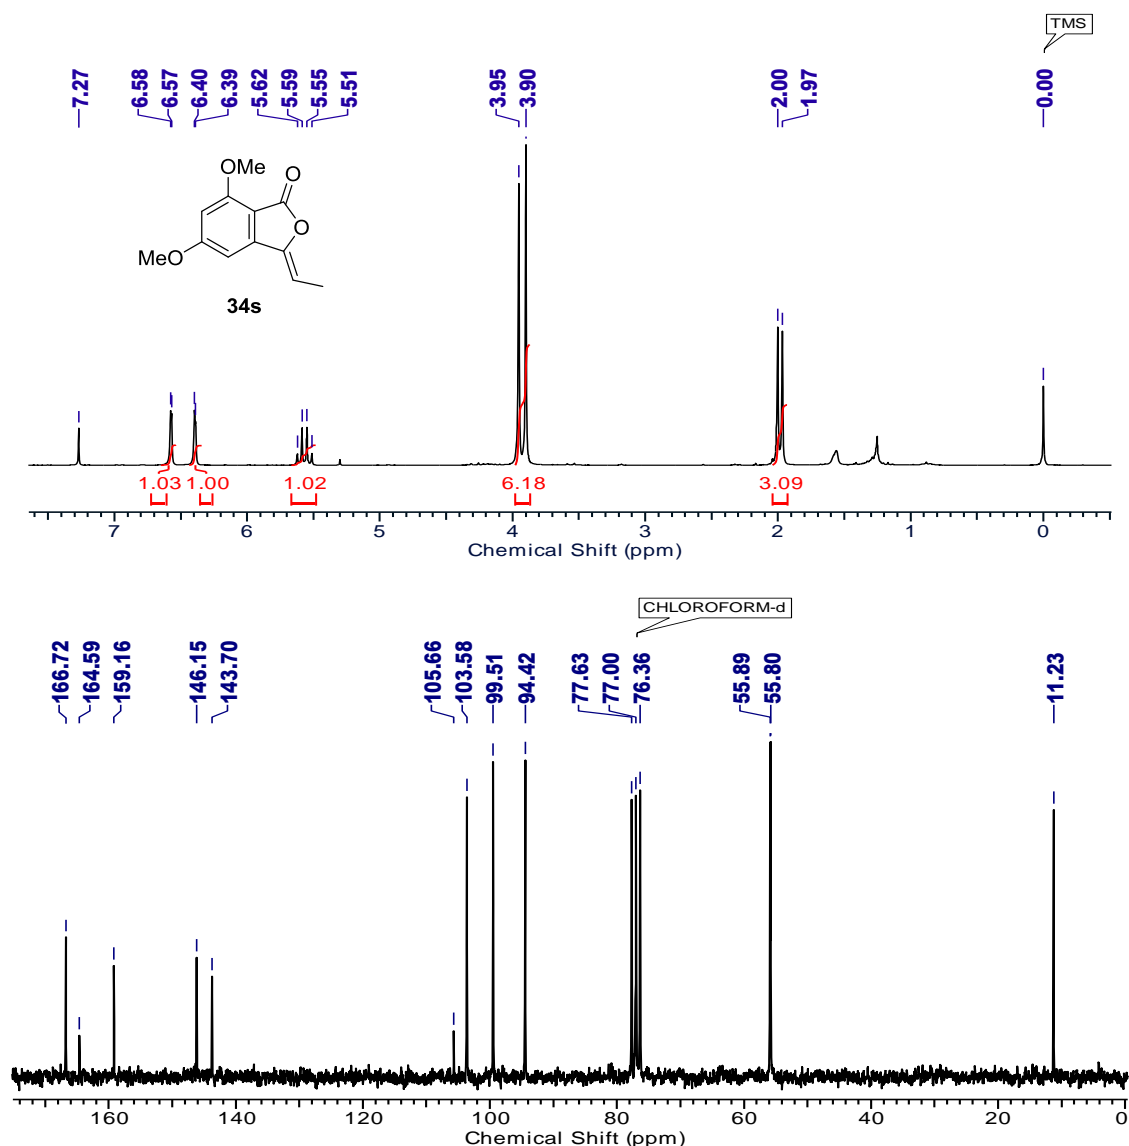 TMS
7.27 6.58 6.57 6.40 6.39 5.62 5.59 5.55 5.51 3.95 3.90 2.00 1.97 0.00
OMe
O
O
MeO
34s
1.03 1.00 1.02 6.18 3.09
7 6 5 4 3 2 1 0
Chemical Shift (ppm)
CHLOROFORM-d
166.72 164.59 159.16 146.15 143.70 105.66 103.58 99.51 94.42 77.63 77.00 76.36 55.89 55.80 11.23
160 140 120 100 80 60 40 20 0
Chemical Shift (ppm)